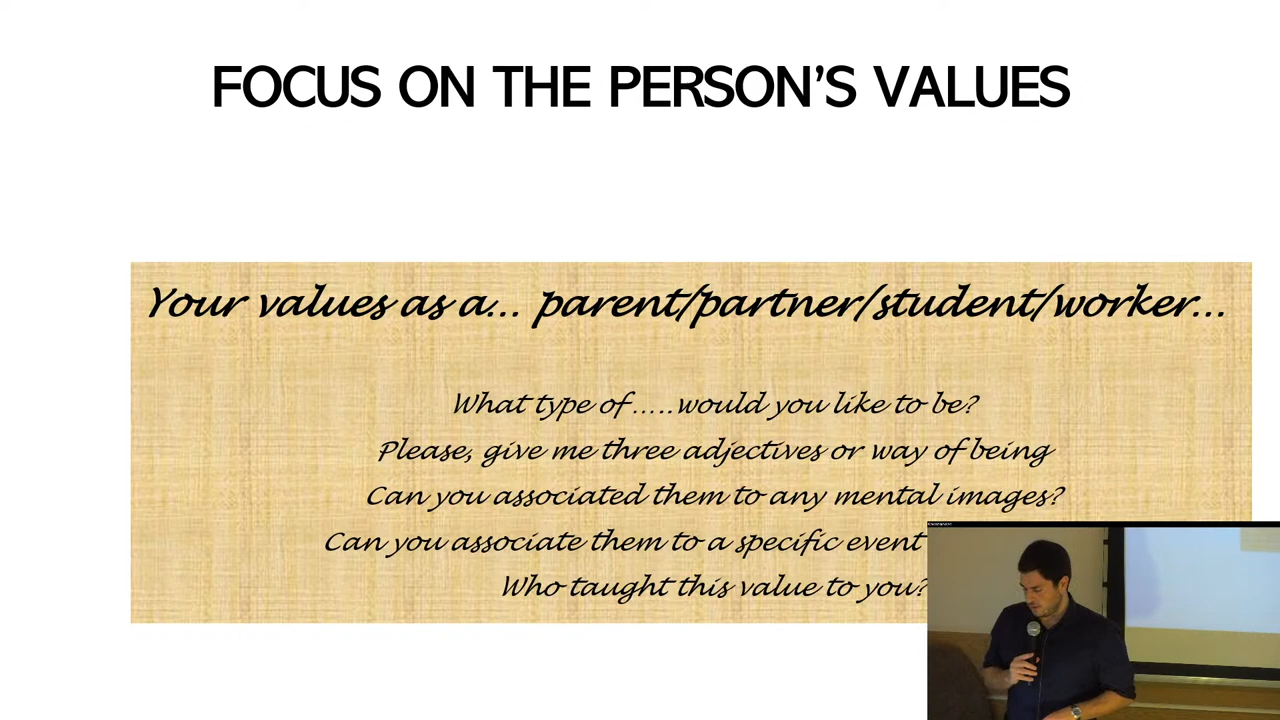 FOCUS ON THE PERSON’S VALUES
Your values as a... parent/partner/student/worker...
What type of.....would you like to be?
Please, give me three adjectives or way of being
Can you associated them to any mental images?
Can you associate them to a specific event
Who taught this value to you?